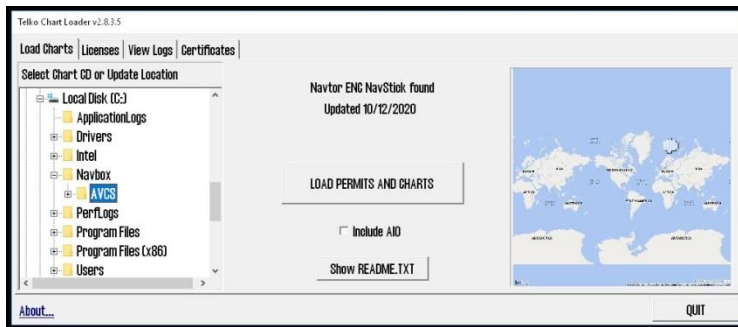 Telko Chart Loader v2.8.3.5
Load Charts Licenses View Logs Certificates
Select Chart CD or Update Location
Local Disk (C:)
ApplicationLogs
Drivers
Intel
Navbox
AVCS
PerfLogs
Program Files
Program Files (x86)
Users
Navtor ENC NavStick found
Updated 10/12/2020
LOAD PERMITS AND CHARTS
Include AIO
Show README.TXT
About...
QUIT